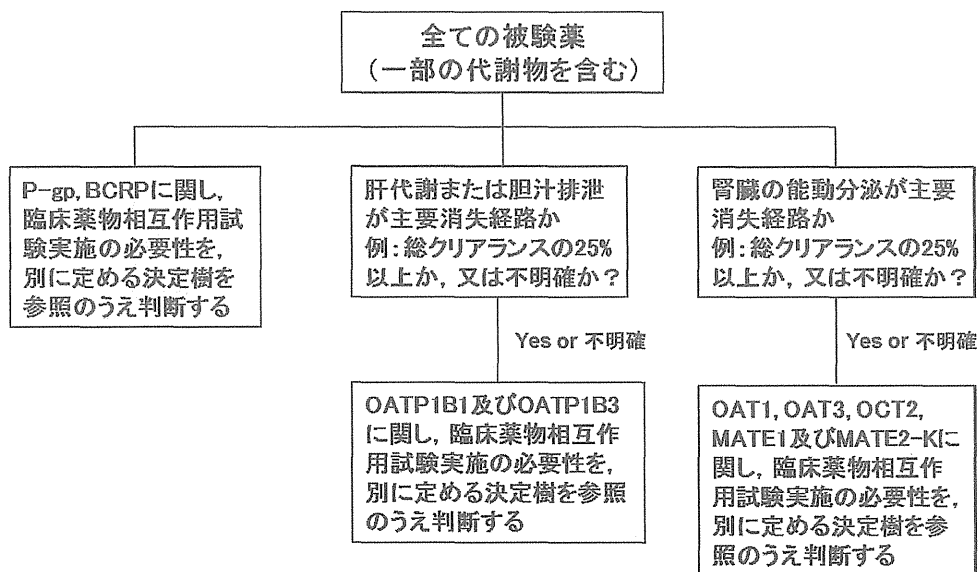 全ての被験薬
(一部の代謝物を含む)
P-gp, BCRPに関し,
臨床薬物相互作用試
験実施の必要性を,
別に定める決定樹を
参照のうえ判断する
肝代謝または胆汁排泄
が主要消失経路か
例:総クリアランスの25%
以上か, 又は不明確か?
腎臓の能動分泌が主要
消失経路か
例:総クリアランスの25%
以上か, 又は不明確か?
Yes or 不明確
Yes or 不明確
OATP1B1及びOATP1B3
に関し, 臨床薬物相互作
用試験実施の必要性を,
別に定める決定樹を参照
のうえ判断する
OAT1, OAT3, OCT2,
MATE1及びMATE2-Kに
関し, 臨床薬物相互作
用試験実施の必要性を,
別に定める決定樹を参
照のうえ判断する